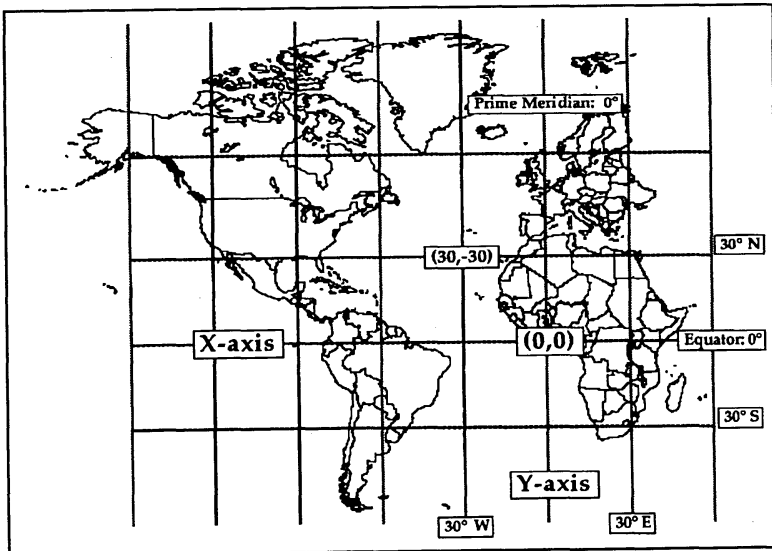 Prime Meridian: 0°
30° N
(30,-30)
X-axis
(0,0)
Equator: 0°
30° S
Y-axis
30° W
30° E